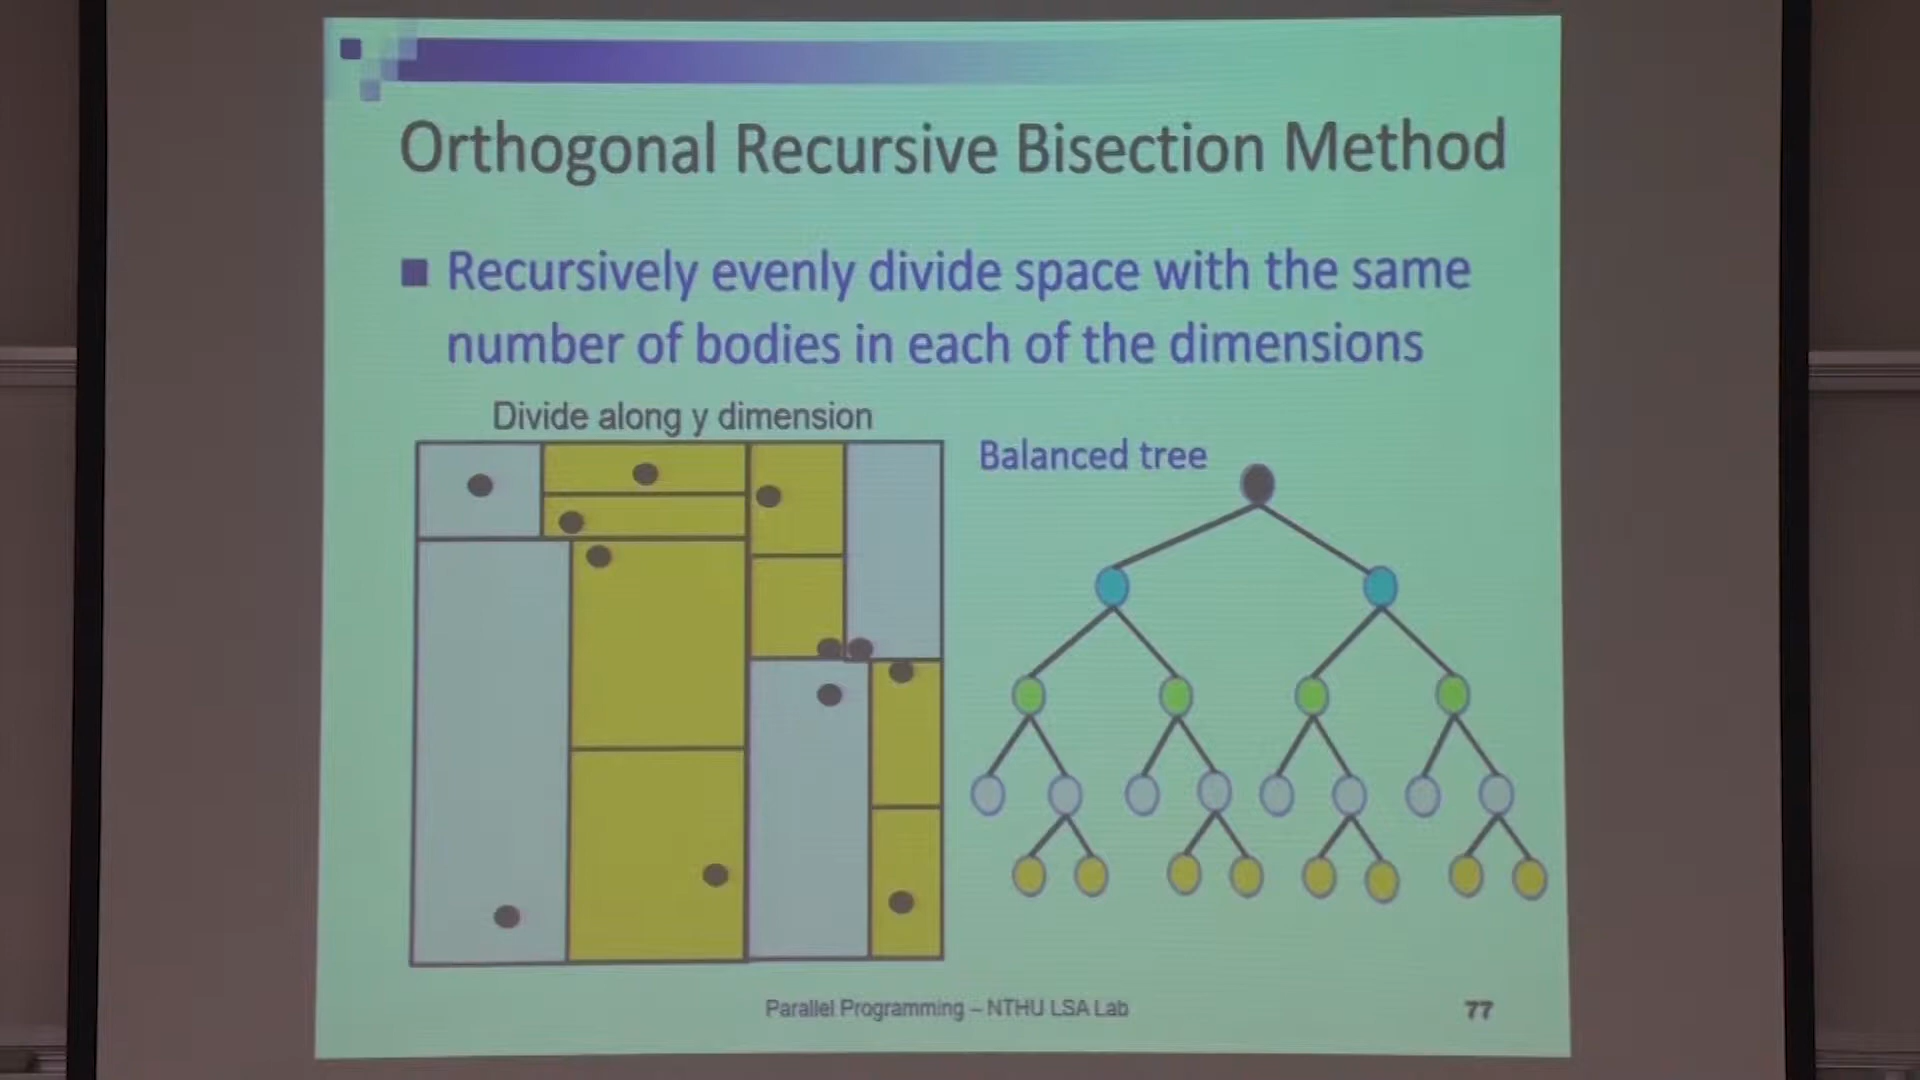 Orthogonal Recursive Bisection Method
Recursively evenly divide space with the same
number of bodies in each of the dimensions
Divide along y dimension
Balanced tree
Parallel Programming – NTHU LSA Lab
77